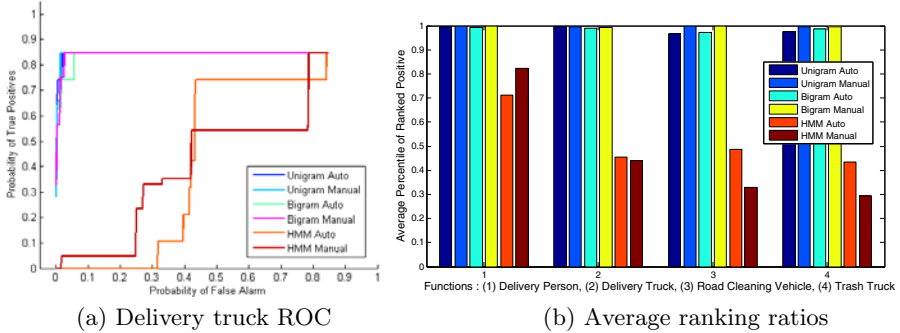 1
0.9
0.8
0.7
0.6
0.5
0.4
0.3
0.2
0.1
0
Probability of True Positives
Unigram Auto
Unigram Manual
Bigram Auto
Bigram Manual
HMM Auto
HMM Manual
0 0.1 0.2 0.3 0.4 0.5 0.6 0.7 0.8 0.9 1
Probability of False Alarm
(a) Delivery truck ROC
1
0.9
0.8
0.7
0.6
0.5
0.4
0.3
0.2
0.1
0
Average Percentile of Ranked Positive
Unigram Auto
Unigram Manual
Bigram Auto
Bigram Manual
HMM Auto
HMM Manual
1 2 3 4
Functions : (1) Delivery Person, (2) Delivery Truck, (3) Road Cleaning Vehicle, (4) Trash Truck
(b) Average ranking ratios